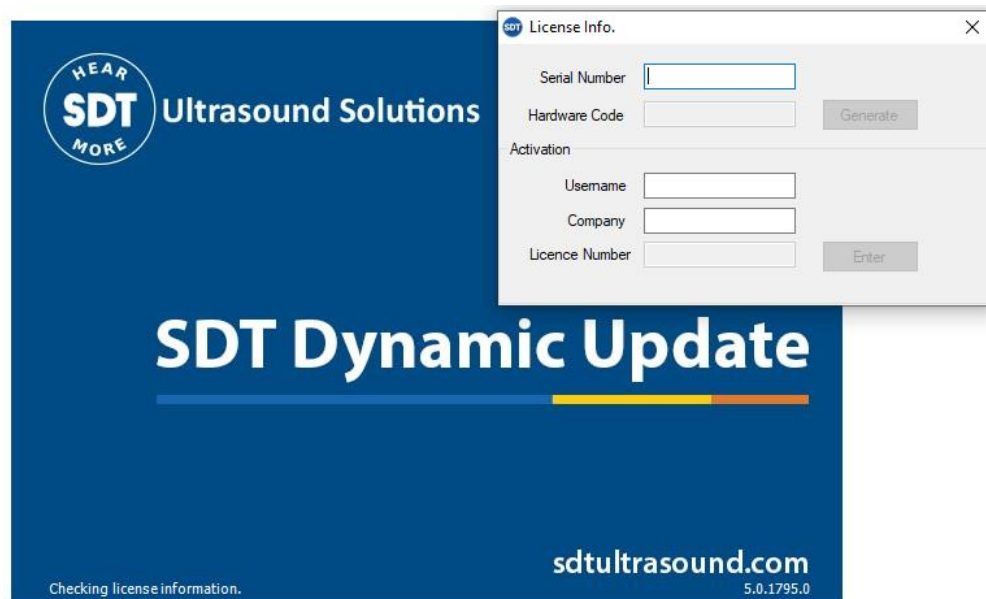 HEAR
SDT
MORE
Ultrasound Solutions
SDT License Info.
Serial Number
Hardware Code
Generate
Activation
Username
Company
Licence Number
Enter
SDT Dynamic Update
sdtultrasound.com
Checking license information.
5.0.1795.0